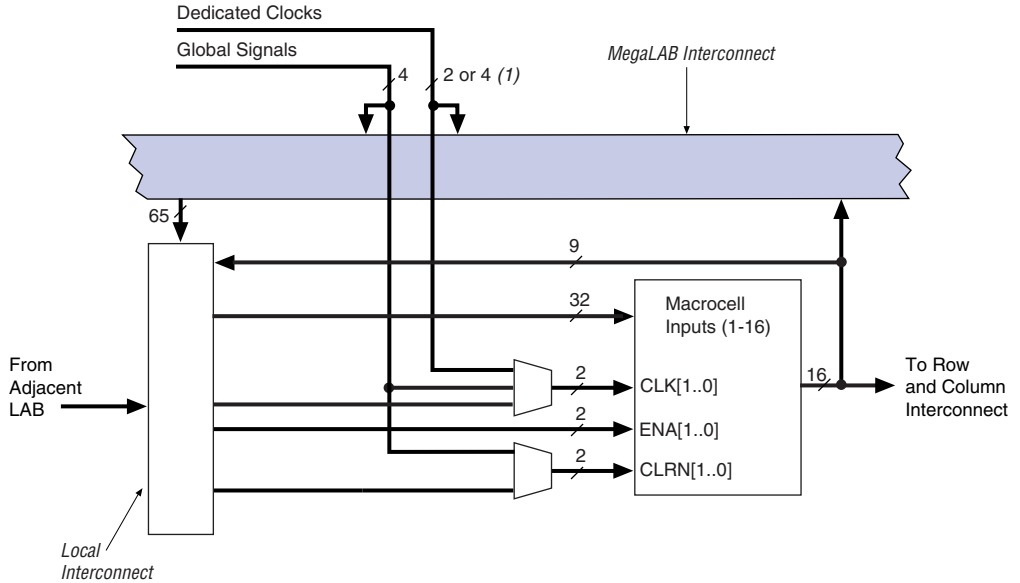 Dedicated Clocks
Global Signals
MegaLAB Interconnect
4
2 or 4 (1)
65
9
32
Macrocell
Inputs (1-16)
From
Adjacent
LAB
2
CLK[1..0]
16
To Row
and Column
Interconnect
2
ENA[1..0]
2
CLRN[1..0]
Local
Interconnect